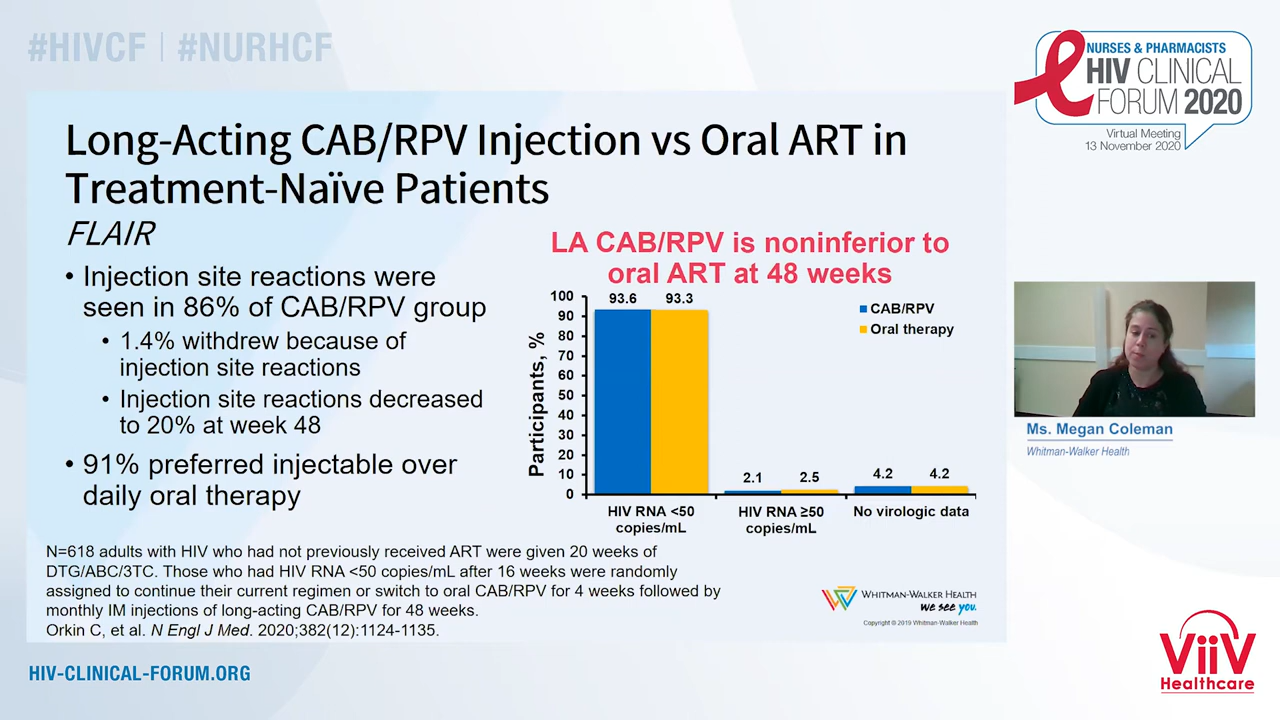 #HIVCF | #NURHCF
NURSES & PHARMACISTS
HIV CLINICAL
FORUM 2020
Virtual Meeting
13 November 2020
Long-Acting CAB/RPV Injection vs Oral ART in
Treatment-Naïve Patients
FLAIR
• Injection site reactions were
seen in 86% of CAB/RPV group
• 1.4% withdrew because of
injection site reactions
• Injection site reactions decreased
to 20% at week 48
• 91% preferred injectable over
daily oral therapy
LA CAB/RPV is noninferior to
oral ART at 48 weeks
Participants, %
100
90
80
70
60
50
40
30
20
10
0
93.6 93.3
2.1 2.5
4.2 4.2
CAB/RPV
Oral therapy
HIV RNA <50
copies/mL
HIV RNA ≥50
copies/mL
No virologic data
N=618 adults with HIV who had not previously received ART were given 20 weeks of
DTG/ABC/3TC. Those who had HIV RNA <50 copies/mL after 16 weeks were randomly
assigned to continue their current regimen or switch to oral CAB/RPV for 4 weeks followed by
monthly IM injections of long-acting CAB/RPV for 48 weeks.
Orkin C, et al. N Engl J Med. 2020;382(12):1124-1135.
WHITMAN-WALKER HEALTH
we see you.
Copyright © 2019 Whitman-Walker Health
Ms. Megan Coleman
Whitman-Walker Health
HIV-CLINICAL-FORUM.ORG
ViiV
Healthcare